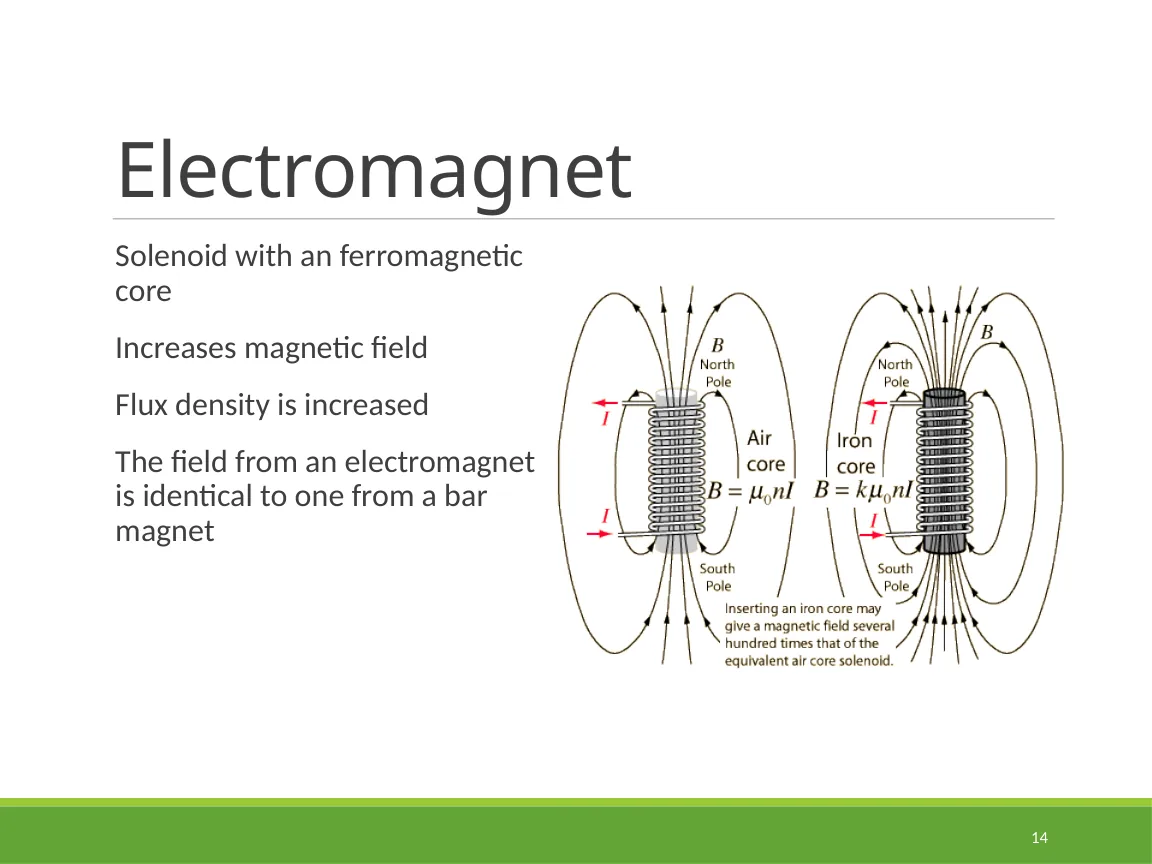 Electromagnet
Solenoid with an ferromagnetic
core
Increases magnetic field
Flux density is increased
The field from an electromagnet
is identical to one from a bar
magnet
B
North
Pole
I
Air
core
B = μ₀nI
I
South
Pole
B
North
Pole
I
Iron
core
B = kμ₀nI
I
South
Pole
Inserting an iron core may
give a magnetic field several
hundred times that of the
equivalent air core solenoid.
14